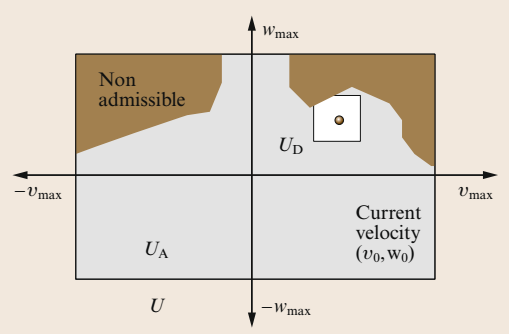 w_max
Non
admissible
U_D
−v_max
v_max
Current
velocity
(v_0, w_0)
U_A
U
−w_max